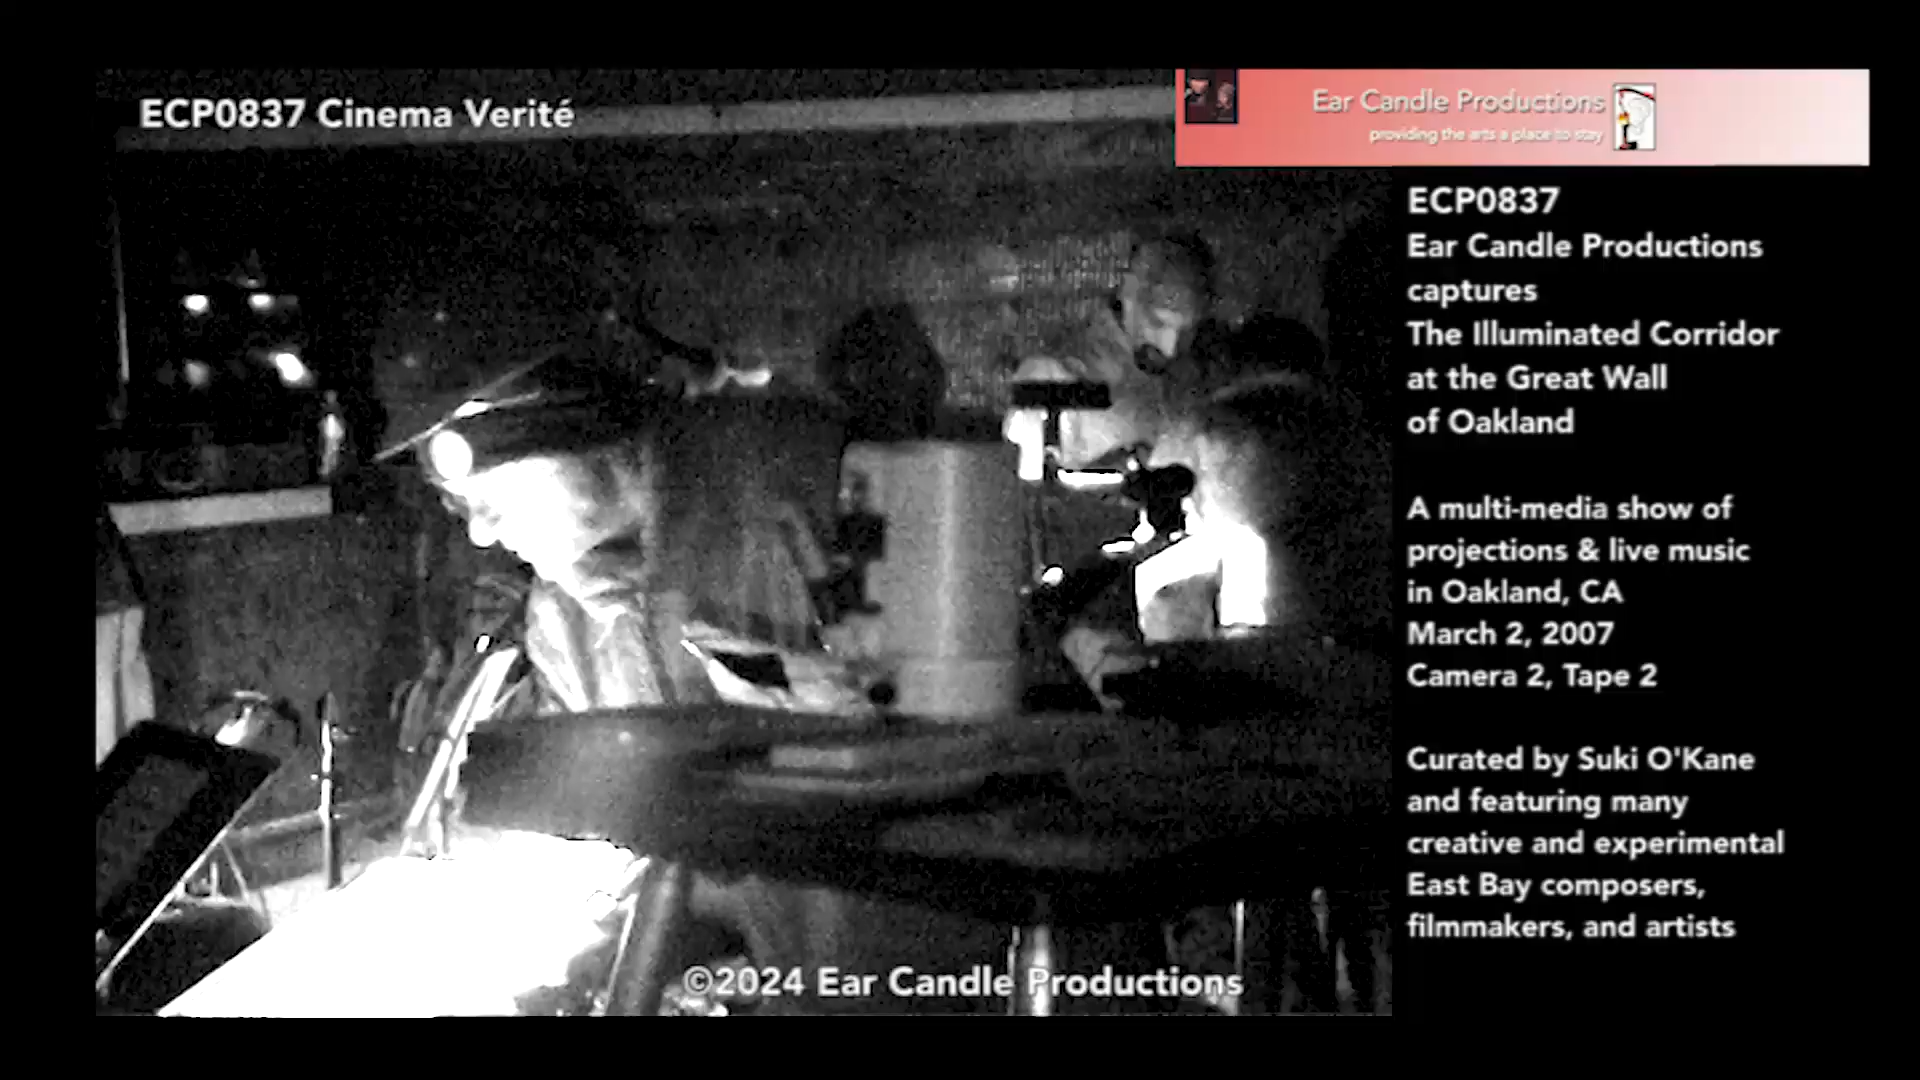 ECP0837 Cinema Verité
Ear Candle Productions
providing the arts a place to stay
ECP0837
Ear Candle Productions
captures
The Illuminated Corridor
at the Great Wall
of Oakland
A multi-media show of
projections & live music
in Oakland, CA
March 2, 2007
Camera 2, Tape 2
Curated by Suki O'Kane
and featuring many
creative and experimental
East Bay composers,
filmmakers, and artists
©2024 Ear Candle Productions